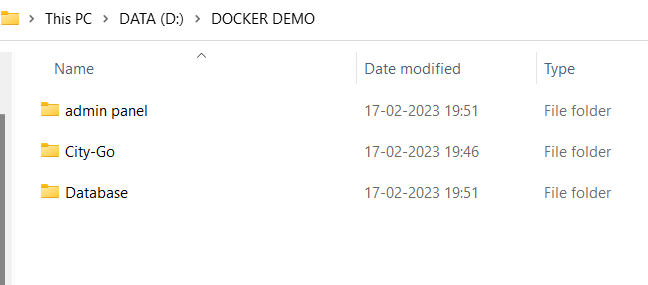 This PC > DATA (D:) > DOCKER DEMO
Name Date modified Type
admin panel 17-02-2023 19:51 File folder
City-Go 17-02-2023 19:46 File folder
Database 17-02-2023 19:51 File folder